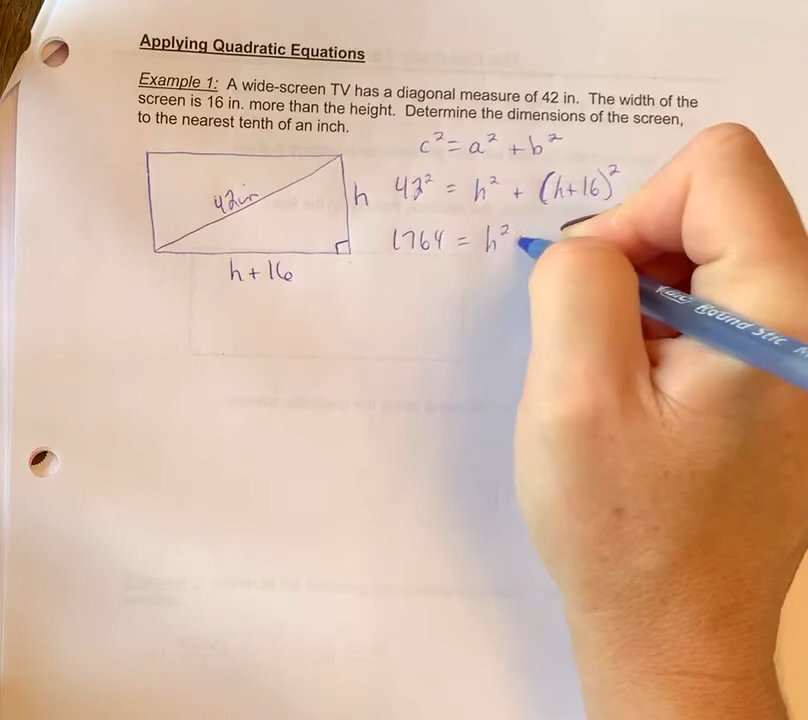 Applying Quadratic Equations
Example 1: A wide-screen TV has a diagonal measure of 42 in. The width of the
screen is 16 in. more than the height. Determine the dimensions of the screen,
to the nearest tenth of an inch.
c² = a² + b²
42in
h
42² = h² + (h+16)²
1764 = h²
h + 16
BIC Round Stic M